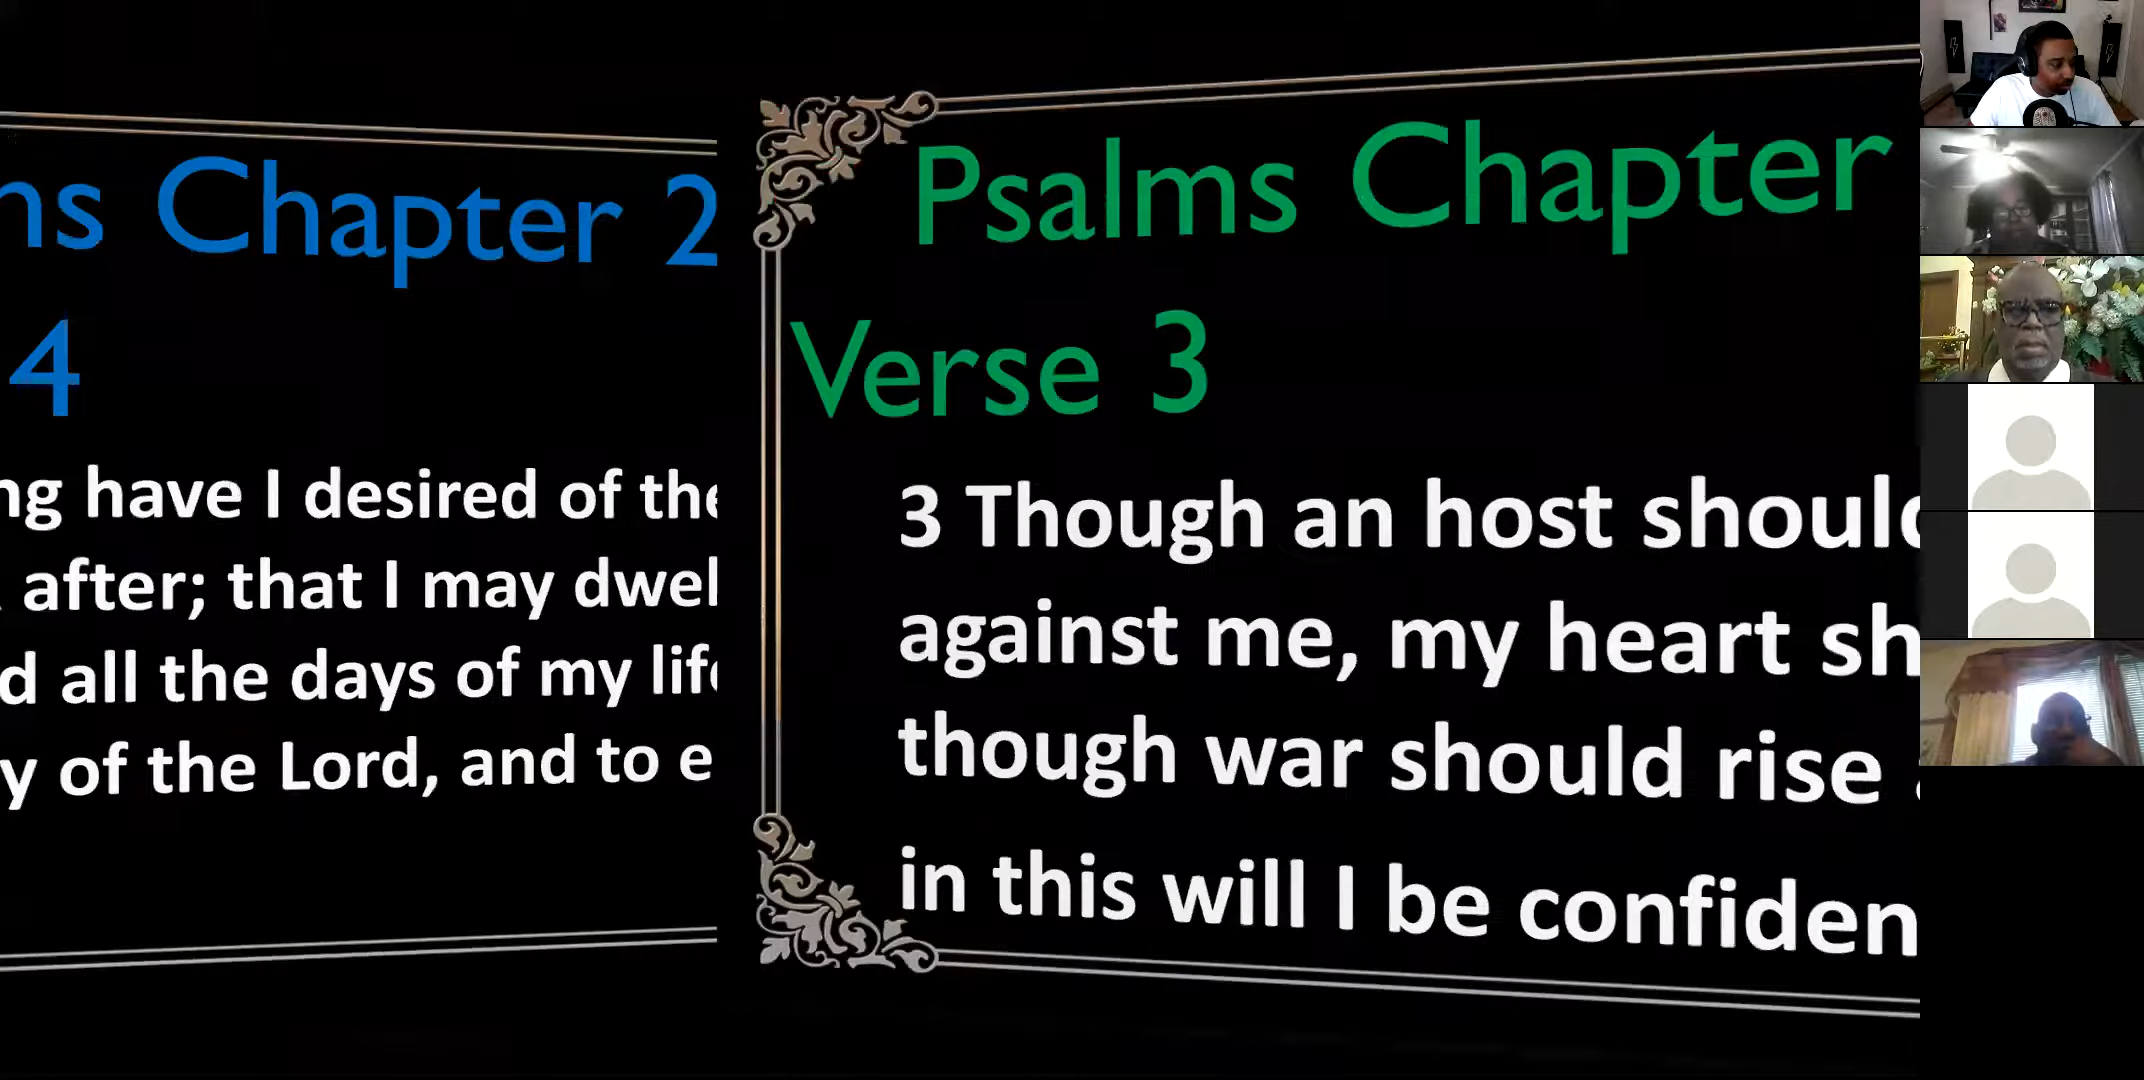 ns Chapter 2
4
ng have I desired of the
after; that I may dwel
d all the days of my life
y of the Lord, and to e
Psalms Chapter
Verse 3
3 Though an host should
against me, my heart sh
though war should rise
in this will I be confiden